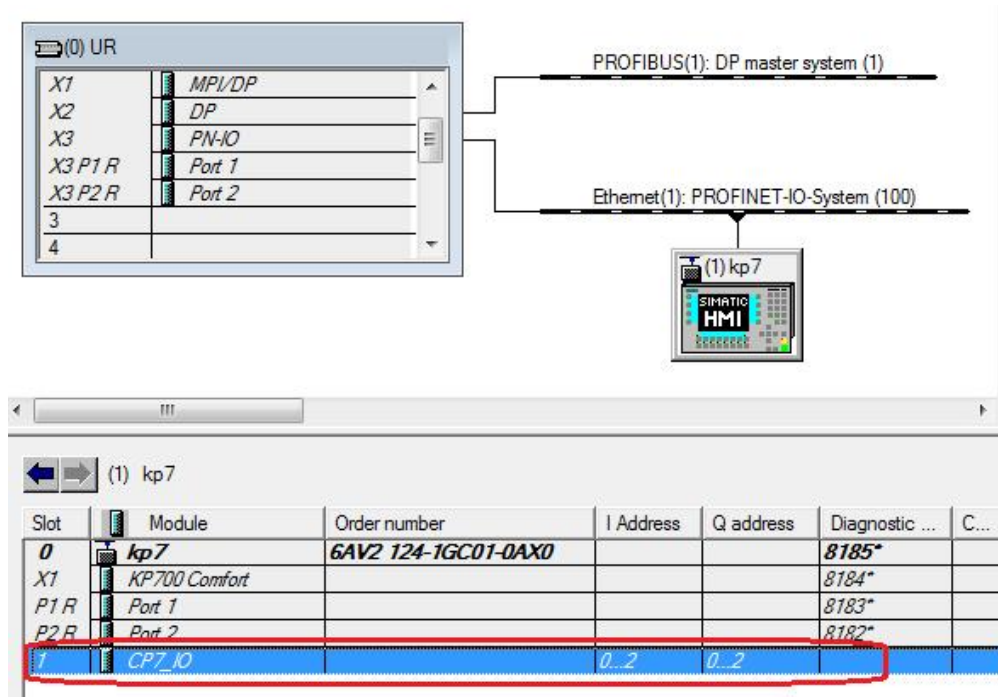 (0) UR
X1 MPI/DP
X2 DP
X3 PN-IO
X3 P1 R Port 1
X3 P2 R Port 2
3
4
PROFIBUS(1): DP master system (1)
Ethernet(1): PROFINET-IO-System (100)
(1) kp7
SIMATIC
HMI
(1) kp7
Slot Module Order number I Address Q address Diagnostic ... C...
0 kp7 6AV2 124-1GC01-0AX0 8185*
X1 KP700 Comfort 8184*
P1 R Port 1 8183*
P2 R Port 2 8182*
1 CP7_IO 0...2 0...2